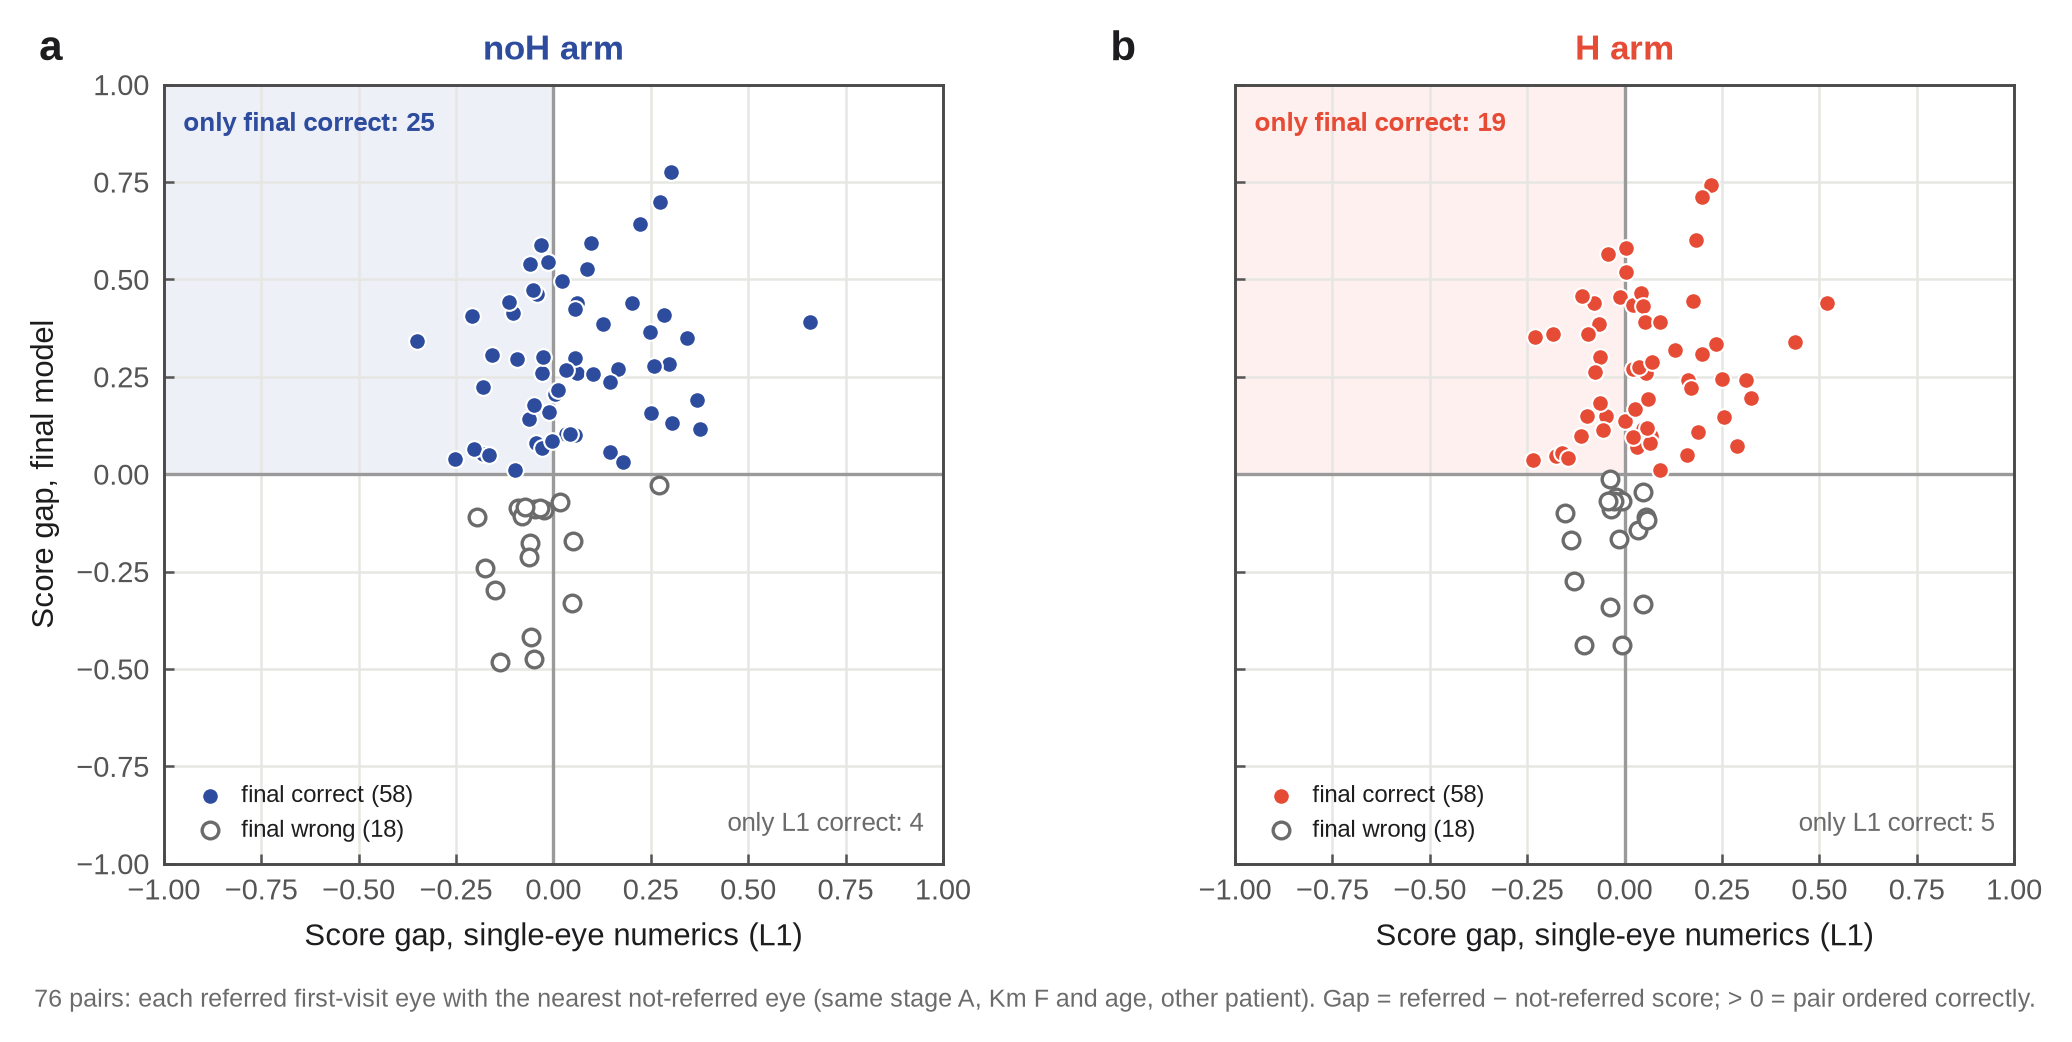 a
noH arm
only final correct: 25
1.00
0.75
0.50
0.25
0.00
−0.25
−0.50
−0.75
−1.00
Score gap, final model
final correct (58)
final wrong (18)
only L1 correct: 4
−1.00 −0.75 −0.50 −0.25 0.00 0.25 0.50 0.75 1.00
Score gap, single-eye numerics (L1)
b
H arm
only final correct: 19
final correct (58)
final wrong (18)
only L1 correct: 5
−1.00 −0.75 −0.50 −0.25 0.00 0.25 0.50 0.75 1.00
Score gap, single-eye numerics (L1)
76 pairs: each referred first-visit eye with the nearest not-referred eye (same stage A, Km F and age, other patient). Gap = referred − not-referred score; > 0 = pair ordered correctly.